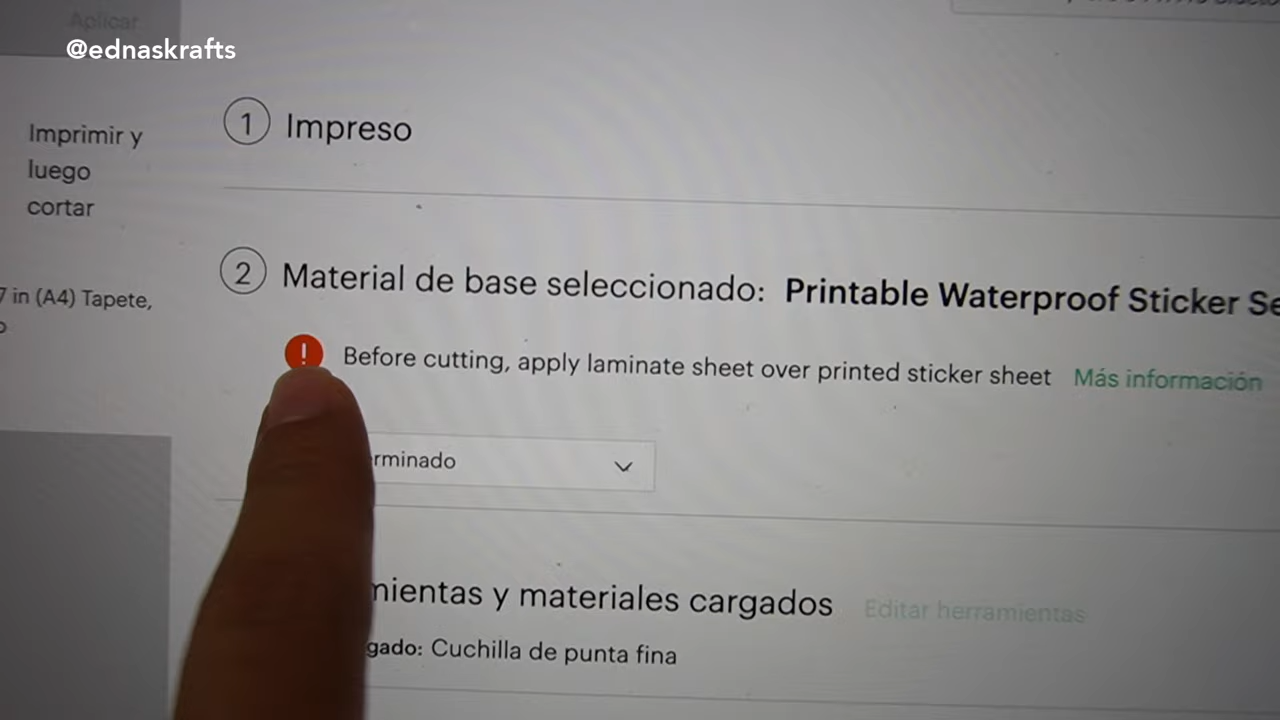 Aplicar
@ednaskrafts
Imprimir y
luego
cortar
7 in (A4) Tapete,
1 Impreso
2 Material de base seleccionado: Printable Waterproof Sticker Se
! Before cutting, apply laminate sheet over printed sticker sheet Más información
rminado
mientas y materiales cargados Editar herramientas
gado: Cuchilla de punta fina